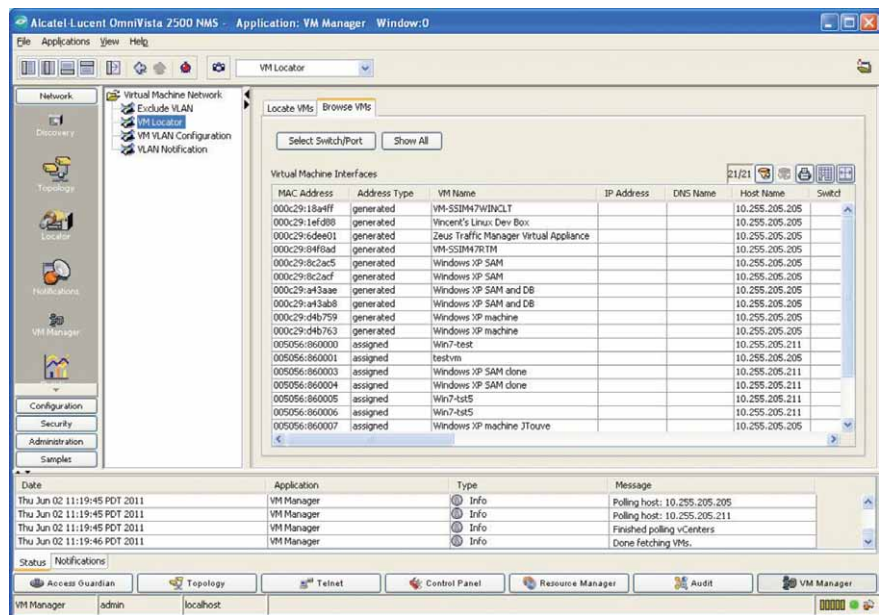 Alcatel-Lucent OmniVista 2500 NMS - Application: VM Manager Window:0
File Applications View Help
VM Locator
Network
Discovery
Topology
Locator
Notifications
VM Manager
Configuration
Security
Administration
Samples
Virtual Machine Network
Exclude VLAN
VM Locator
VM VLAN Configuration
VLAN Notification
Locate VMs Browse VMs
Select Switch/Port Show All
Virtual Machine Interfaces 21/21
MAC Address Address Type VM Name IP Address DNS Name Host Name Switch
000c29:18a4ff generated VM-SSIM47WINCLT 10.255.205.205
000c29:1efd88 generated Vincent's Linux Dev Box 10.255.205.205
000c29:6dee01 generated Zeus Traffic Manager Virtual Appliance 10.255.205.205
000c29:84f8ad generated VM-SSIM47RTM 10.255.205.205
000c29:8c2ac5 generated Windows XP SAM 10.255.205.205
000c29:8c2acf generated Windows XP SAM 10.255.205.205
000c29:a43aae generated Windows XP SAM and DB 10.255.205.205
000c29:a43ab8 generated Windows XP SAM and DB 10.255.205.205
000c29:d4b759 generated Windows XP machine 10.255.205.205
000c29:d4b763 generated Windows XP machine 10.255.205.205
005056:860000 assigned Win7-test 10.255.205.211
005056:860001 assigned testvm 10.255.205.205
005056:860003 assigned Windows XP SAM clone 10.255.205.211
005056:860004 assigned Windows XP SAM clone 10.255.205.211
005056:860005 assigned Win7-tst5 10.255.205.211
005056:860006 assigned Win7-tst5 10.255.205.211
005056:860007 assigned Windows XP machine JTouve 10.255.205.205
Date Application Type Message
Thu Jun 02 11:19:45 PDT 2011 VM Manager Info Polling host: 10.255.205.205
Thu Jun 02 11:19:45 PDT 2011 VM Manager Info Polling host: 10.255.205.211
Thu Jun 02 11:19:45 PDT 2011 VM Manager Info Finished polling vCenters
Thu Jun 02 11:19:46 PDT 2011 VM Manager Info Done fetching VMs.
Status Notifications
Access Guardian Topology Telnet Control Panel Resource Manager Audit VM Manager
VM Manager admin localhost